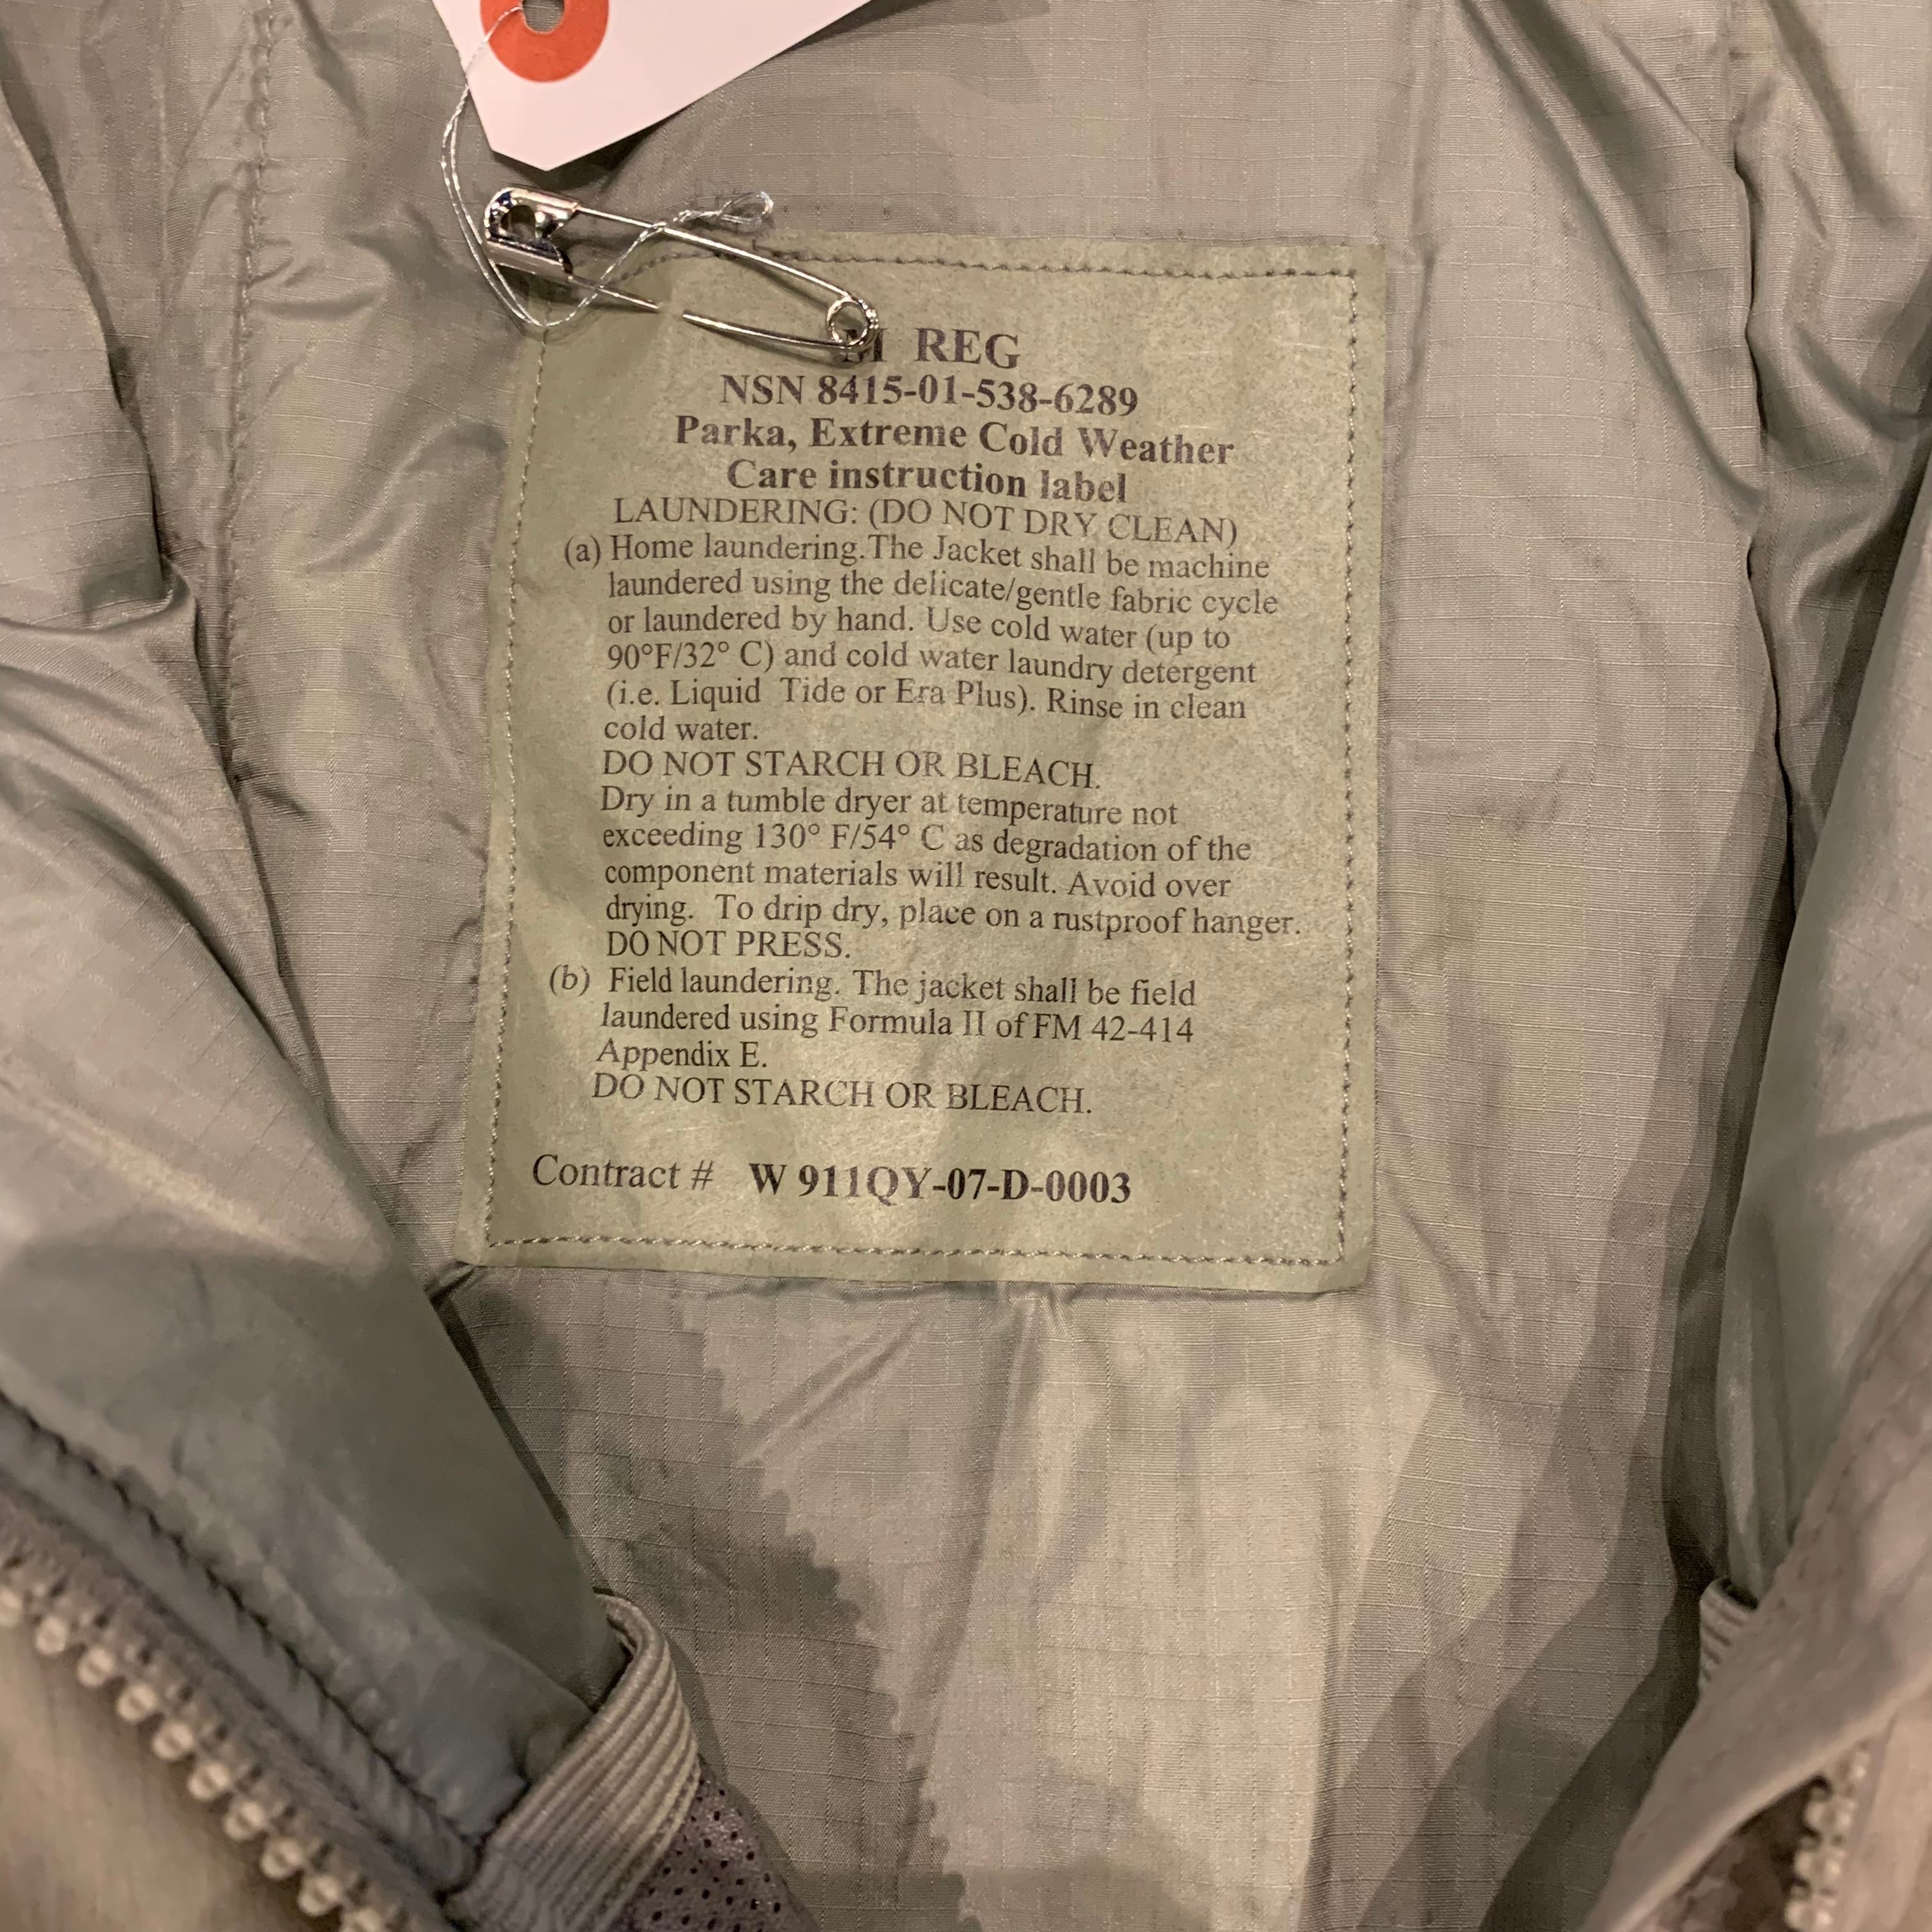 M REG
NSN 8415-01-538-6289
Parka, Extreme Cold Weather
Care instruction label
LAUNDERING: (DO NOT DRY CLEAN)
(a) Home laundering.The Jacket shall be machine
laundered using the delicate/gentle fabric cycle
or laundered by hand. Use cold water (up to
90°F/32° C) and cold water laundry detergent
(i.e. Liquid Tide or Era Plus). Rinse in clean
cold water.
DO NOT STARCH OR BLEACH.
Dry in a tumble dryer at temperature not
exceeding 130° F/54° C as degradation of the
component materials will result. Avoid over
drying. To drip dry, place on a rustproof hanger.
DO NOT PRESS.
(b) Field laundering. The jacket shall be field
laundered using Formula II of FM 42-414
Appendix E.
DO NOT STARCH OR BLEACH.
Contract # W 911QY-07-D-0003